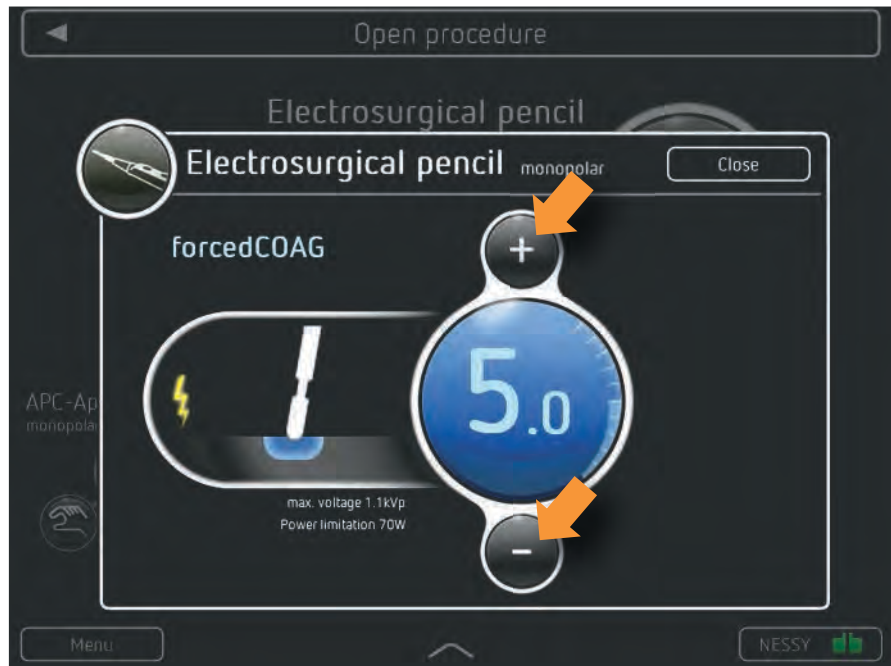 Open procedure
Electrosurgical pencil
Electrosurgical pencil monopolar
Close
forcedCOAG
+
5.0
max. voltage 1.1kVp
Power limitation 70W
-
APC-Ap
monopola
Menu
NESSY